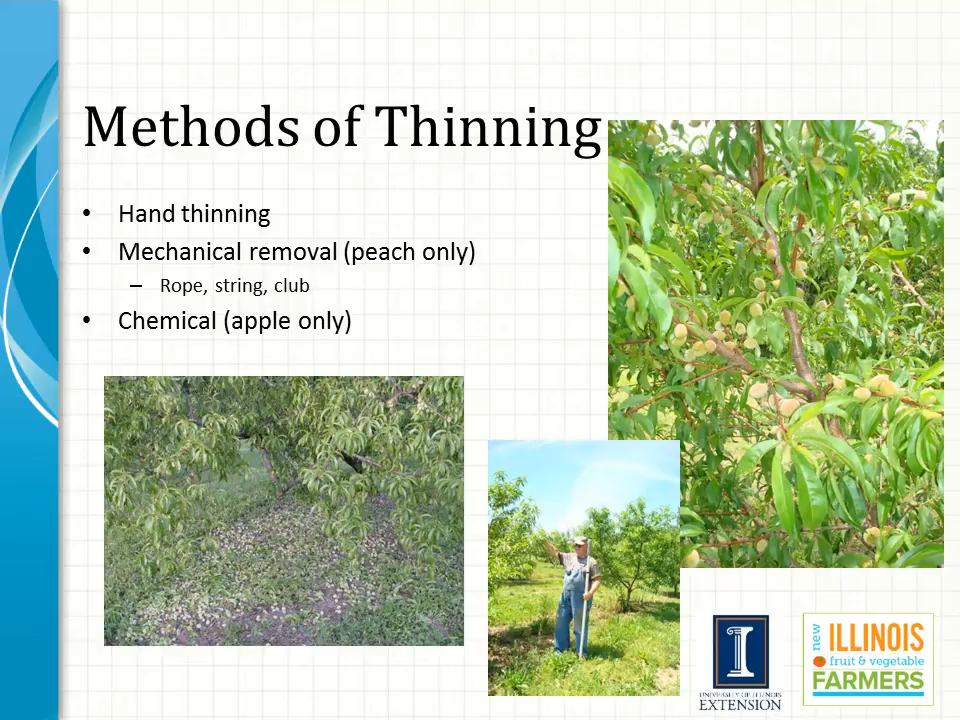 Methods of Thinning
• Hand thinning
• Mechanical removal (peach only)
– Rope, string, club
• Chemical (apple only)
I
UNIVERSITY OF ILLINOIS
EXTENSION
new
ILLINOIS
fruit & vegetable
FARMERS